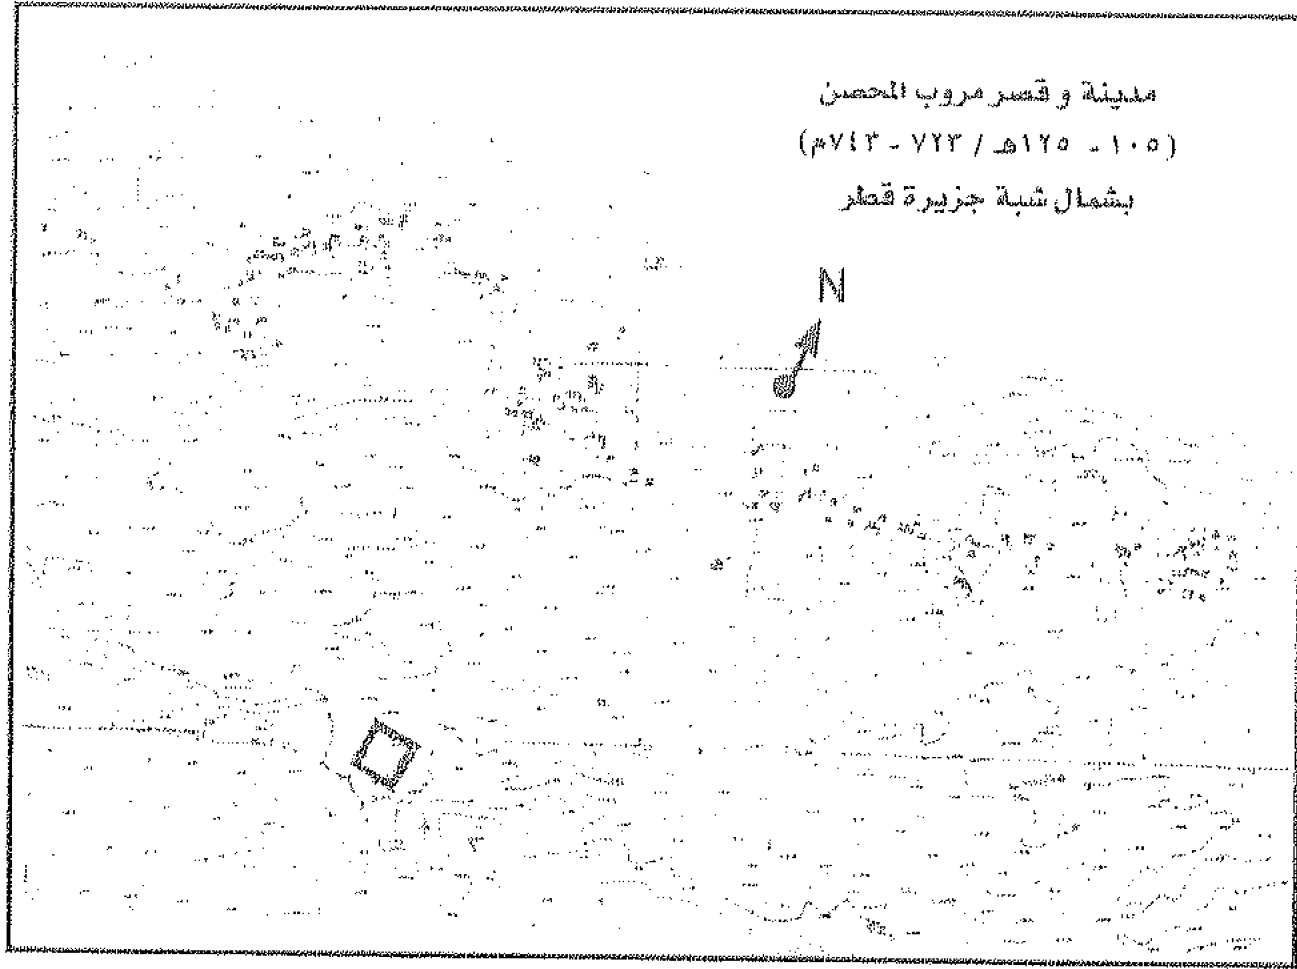 مدينة و قصر مروب المحصن
(١٠٥ - ١٢٥هـ / ٧٢٣ - ٧٤٣م)
بشمال شبة جزيرة قطر
N